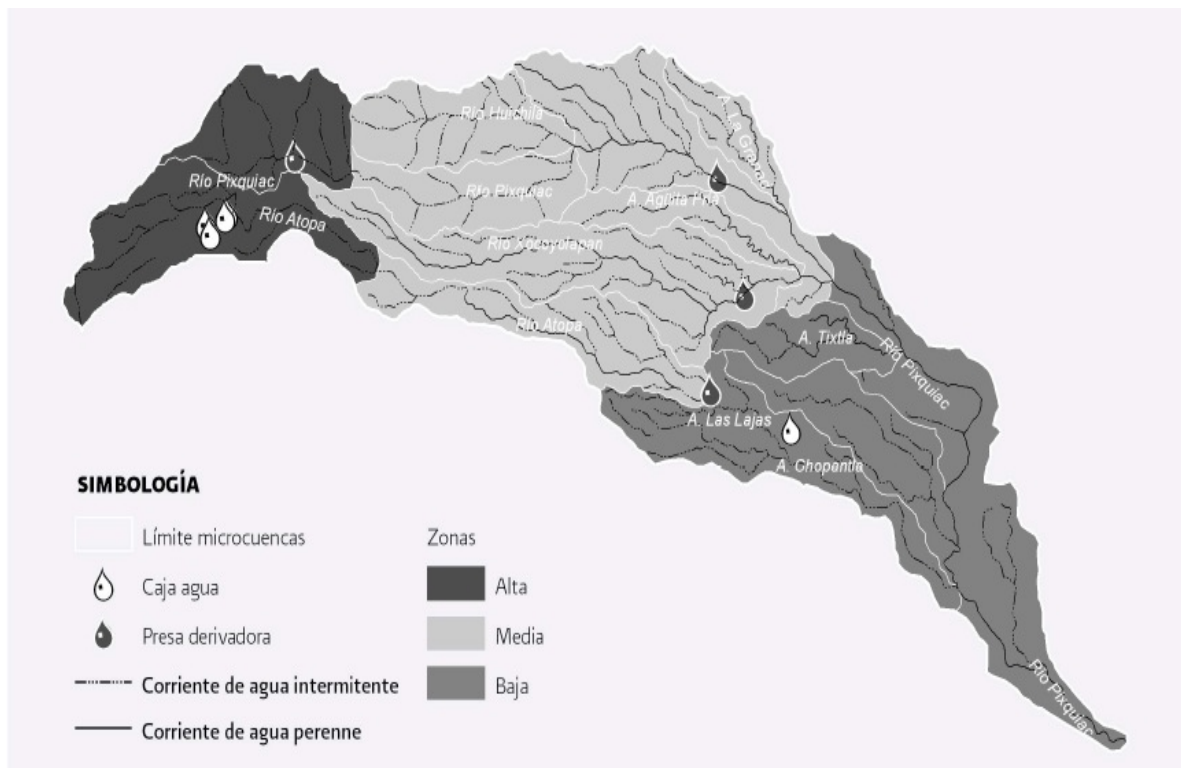 Río Huichila
A. La Granada
Río Pixquiac
Río Pixquiac
A. Agüita Fría
Río Atopa
Río Xocoyolapan
Río Atopa
A. Tixtla
Río Pixquiac
A. Las Lajas
A. Chopantla
Río Pixquiac
SIMBOLOGÍA
Límite microcuencas
Caja agua
Presa derivadora
Corriente de agua intermitente
Corriente de agua perenne
Zonas
Alta
Media
Baja